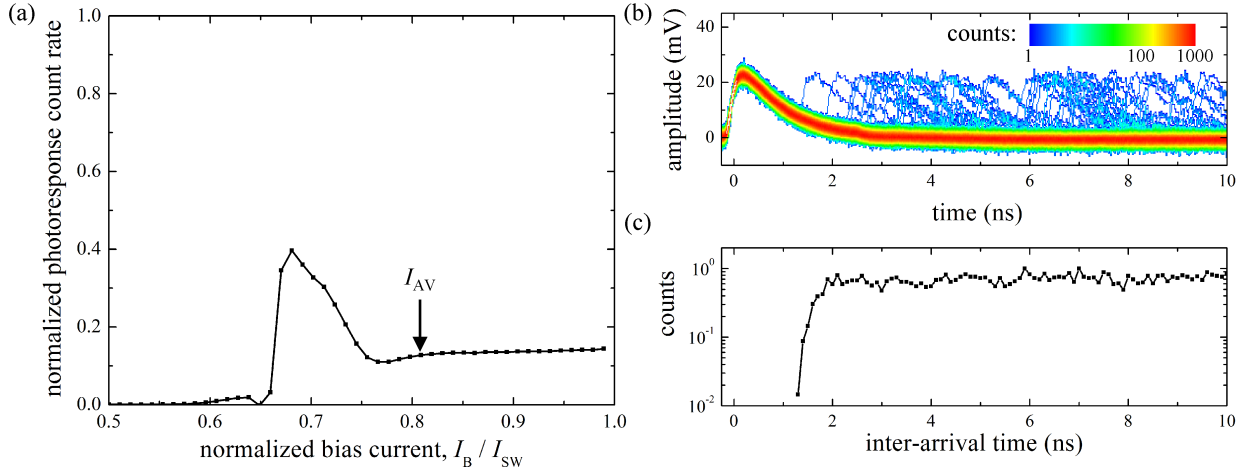 (a)
normalized photoresponse count rate
1.0
0.8
0.6
0.4
0.2
0.0
I_AV
0.5 0.6 0.7 0.8 0.9 1.0
normalized bias current, I_B / I_SW
(b)
amplitude (mV)
40
20
0
counts:
1 100 1000
0 2 4 6 8 10
time (ns)
(c)
counts
10^0
10^-1
10^-2
0 2 4 6 8 10
inter-arrival time (ns)